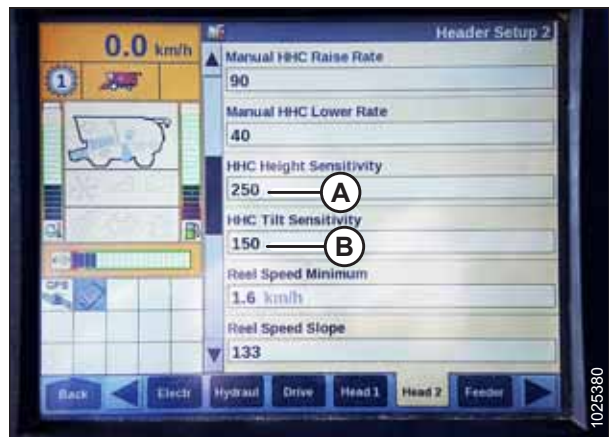 0.0 km/h
Header Setup 2
1
Manual HHC Raise Rate
90
Manual HHC Lower Rate
40
HHC Height Sensitivity
250
A
HHC Tilt Sensitivity
150
B
Reel Speed Minimum
1.6 km/h
Reel Speed Slope
133
GPS
Back
Electr
Hydraul
Drive
Head 1
Head 2
Feeder
1025380